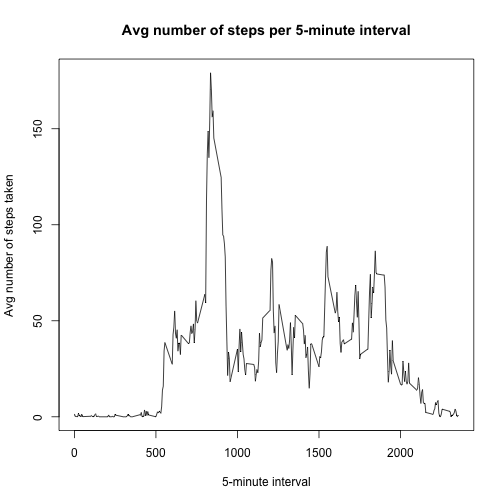 Avg number of steps per 5-minute interval
Avg number of steps taken
150
100
50
0
0 500 1000 1500 2000
5-minute interval